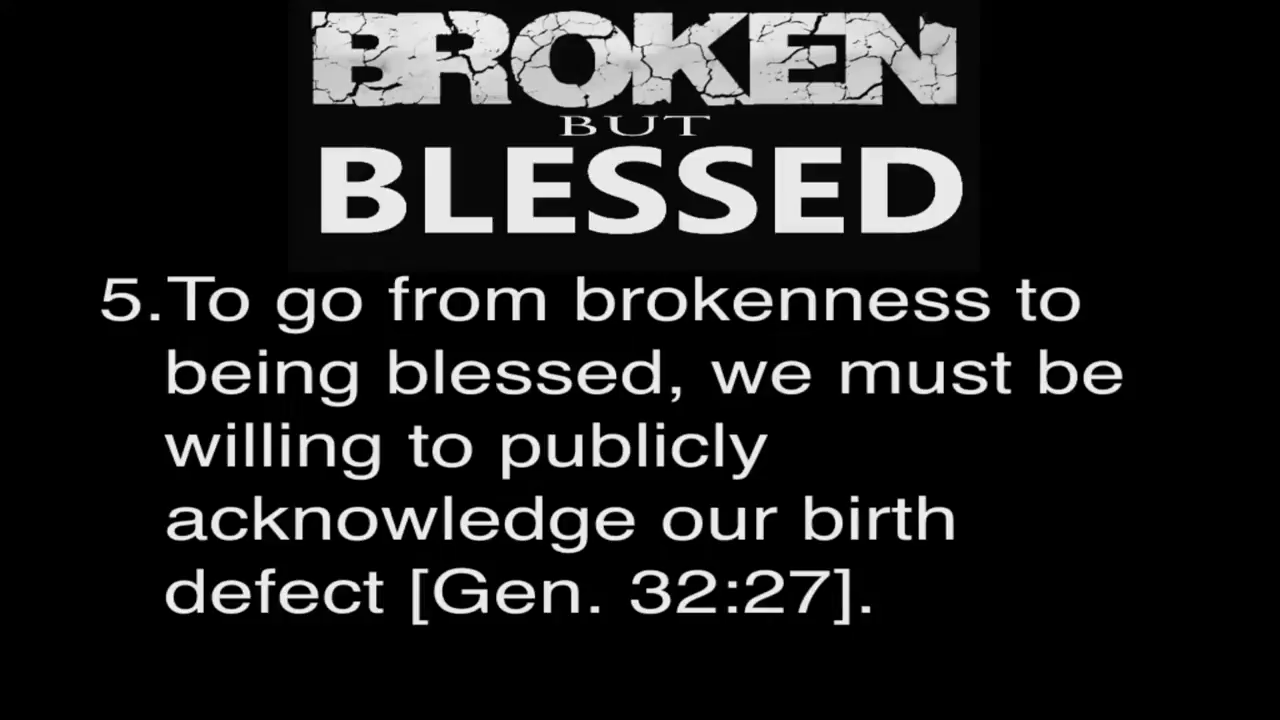 BROKEN
BUT
BLESSED
5.To go from brokenness to
being blessed, we must be
willing to publicly
acknowledge our birth
defect [Gen. 32:27].